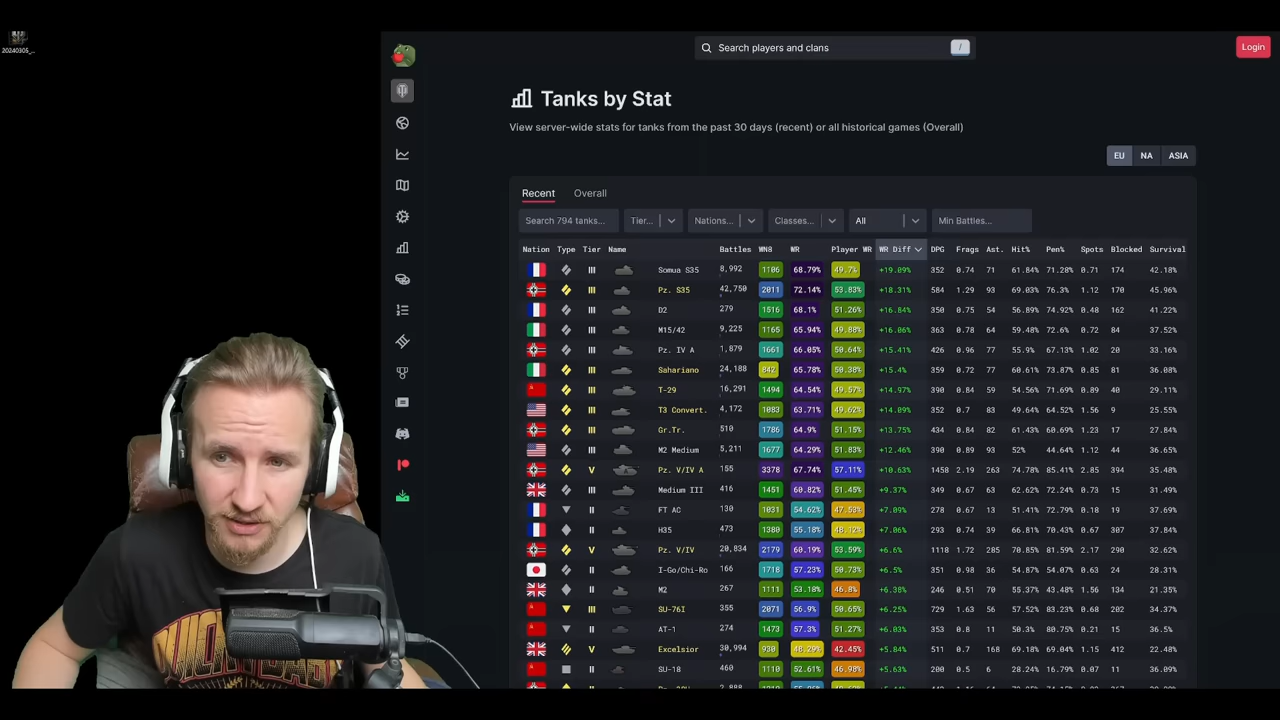 20240305_...
Search players and clans
/
Login
Tanks by Stat
View server-wide stats for tanks from the past 30 days (recent) or all historical games (Overall)
EU NA ASIA
Recent Overall
Search 794 tanks... Tier... Nations... Classes... All Min Battles...
Nation Type Tier Name Battles WN8 WR Player WR WR Diff DPG Frags Ast. Hit% Pen% Spots Blocked Survival
III Somua S35 8,992 1106 68.79% 49.7% +19.09% 352 0.74 71 61.84% 71.28% 0.71 174 42.18%
III Pz. S35 42,750 2011 72.14% 53.83% +18.31% 584 1.29 93 69.03% 76.3% 1.12 170 45.96%
III D2 279 1516 68.1% 51.26% +16.84% 350 0.75 54 56.89% 74.92% 0.48 162 41.22%
III M15/42 9,225 1165 65.94% 49.88% +16.06% 363 0.78 64 59.48% 72.6% 0.72 84 37.52%
III Pz. IV A 1,879 1661 66.05% 50.64% +15.41% 426 0.96 77 55.9% 67.13% 1.02 20 33.16%
III Sahariano 24,188 842 65.78% 50.38% +15.4% 359 0.72 77 60.61% 73.87% 0.85 81 36.08%
III T-29 16,291 1494 64.54% 49.57% +14.97% 390 0.84 59 54.56% 71.69% 0.89 40 29.11%
III T3 Convert. 4,172 1083 63.71% 49.62% +14.09% 352 0.7 83 49.64% 64.52% 1.16 9 25.55%
III Gr.Tr. 510 1786 64.9% 51.15% +13.75% 434 0.84 82 61.43% 60.69% 1.23 17 27.84%
III M2 Medium 5,211 1677 64.29% 51.83% +12.46% 390 0.89 63 52% 44.64% 1.12 44 36.65%
V Pz. V/IV A 155 3378 67.74% 57.11% +10.63% 1458 2.19 263 74.78% 85.41% 2.85 394 35.48%
III Medium III 416 1451 60.82% 51.45% +9.37% 349 0.67 63 62.62% 72.24% 0.73 15 31.49%
II FT AC 130 1031 54.62% 47.53% +7.09% 278 0.67 13 51.41% 72.79% 0.18 19 37.69%
II H35 473 1380 55.18% 48.12% +7.06% 293 0.74 39 66.81% 70.43% 0.67 307 37.84%
V Pz. V/IV 20,834 2179 60.19% 53.59% +6.6% 1118 1.72 285 70.85% 81.59% 2.17 290 32.62%
II I-Go/Chi-Ro 166 1718 57.23% 50.73% +6.5% 351 0.98 36 54.87% 54.07% 0.63 24 28.31%
II M2 267 1111 53.18% 46.8% +6.38% 246 0.51 70 55.37% 43.48% 1.56 10 21.35%
III SU-76I 355 2071 56.9% 50.65% +6.25% 729 1.63 56 57.52% 83.23% 0.68 202 34.37%
II AT-1 274 1473 57.3% 51.27% +6.03% 353 0.8 11 50.3% 80.75% 0.21 15 36.5%
V Excelsior 30,994 930 48.29% 42.45% +5.84% 511 0.7 168 69.18% 69.04% 1.15 412 22.48%
II SU-18 460 1110 52.61% 46.98% +5.63% 200 0.5 6 28.24% 16.79% 0.07 11 36.09%